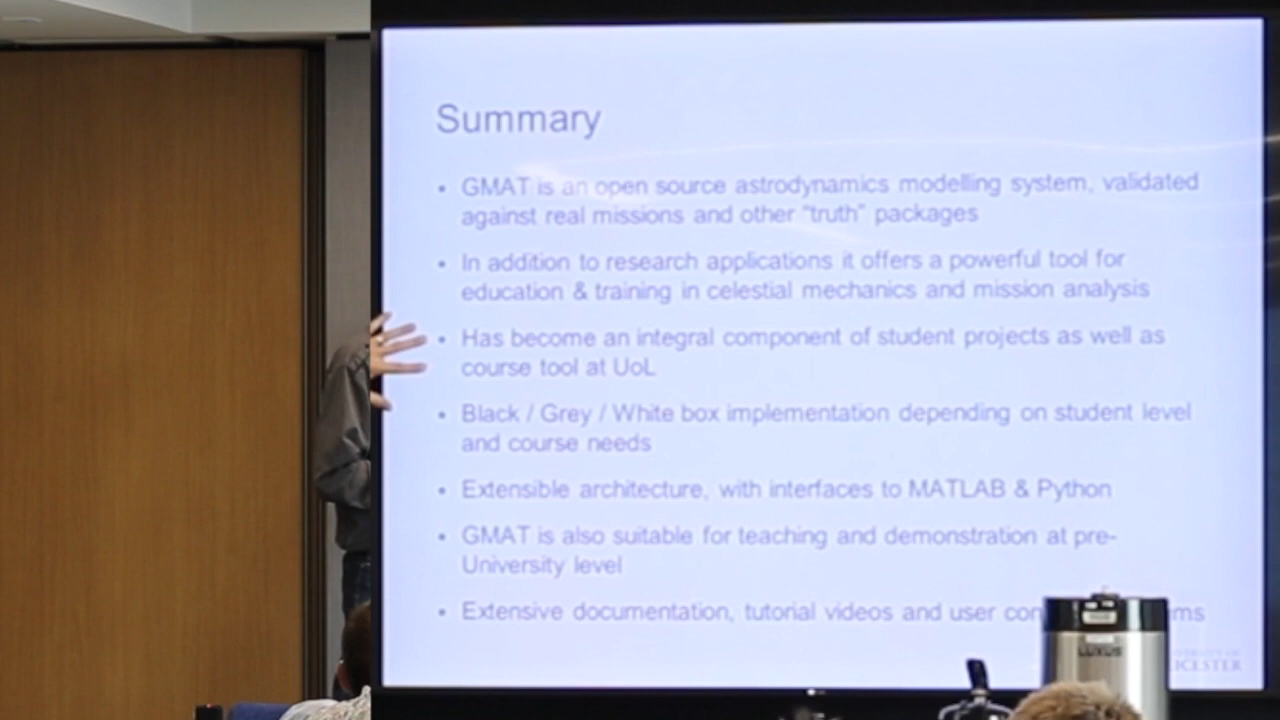 Summary
• GMAT is an open source astrodynamics modelling system, validated
against real missions and other "truth" packages
• In addition to research applications it offers a powerful tool for
education & training in celestial mechanics and mission analysis
• Has become an integral component of student projects as well as
course tool at UoL
• Black / Grey / White box implementation depending on student level
and course needs
• Extensible architecture, with interfaces to MATLAB & Python
• GMAT is also suitable for teaching and demonstration at pre-
University level
• Extensive documentation, tutorial videos and user
LUXUS